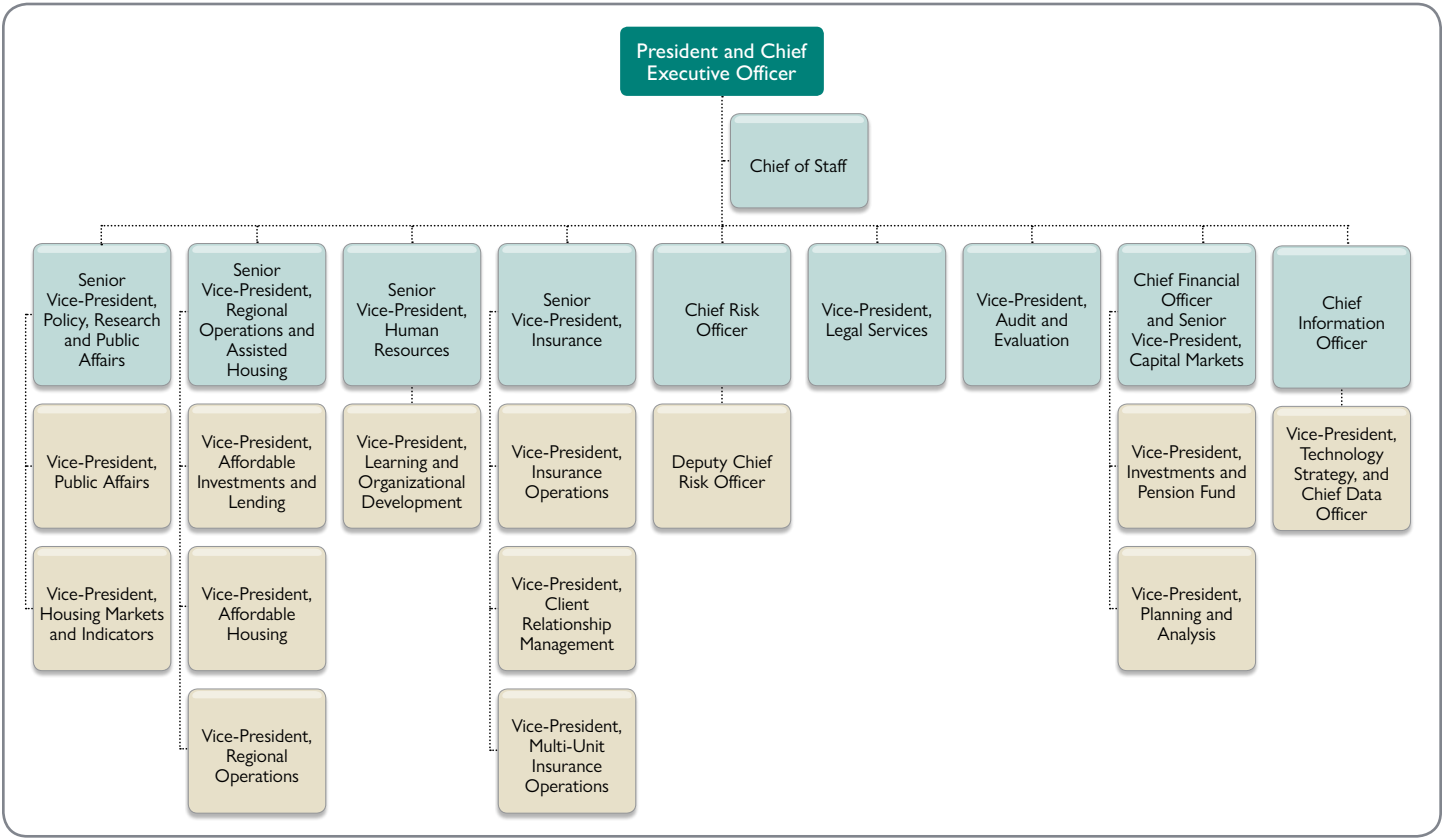 President and Chief
Executive Officer
Chief of Staff
Senior
Vice-President,
Policy, Research
and Public
Affairs
Senior
Vice-President,
Regional
Operations and
Assisted
Housing
Senior
Vice-President,
Human
Resources
Senior
Vice-President,
Insurance
Chief Risk
Officer
Vice-President,
Legal Services
Vice-President,
Audit and
Evaluation
Chief Financial
Officer
and Senior
Vice-President,
Capital Markets
Chief
Information
Officer
Vice-President,
Public Affairs
Vice-President,
Affordable
Investments and
Lending
Vice-President,
Learning and
Organizational
Development
Vice-President,
Insurance
Operations
Deputy Chief
Risk Officer
Vice-President,
Investments and
Pension Fund
Vice-President,
Technology
Strategy, and
Chief Data
Officer
Vice-President,
Housing Markets
and Indicators
Vice-President,
Affordable
Housing
Vice-President,
Client
Relationship
Management
Vice-President,
Planning and
Analysis
Vice-President,
Regional
Operations
Vice-President,
Multi-Unit
Insurance
Operations